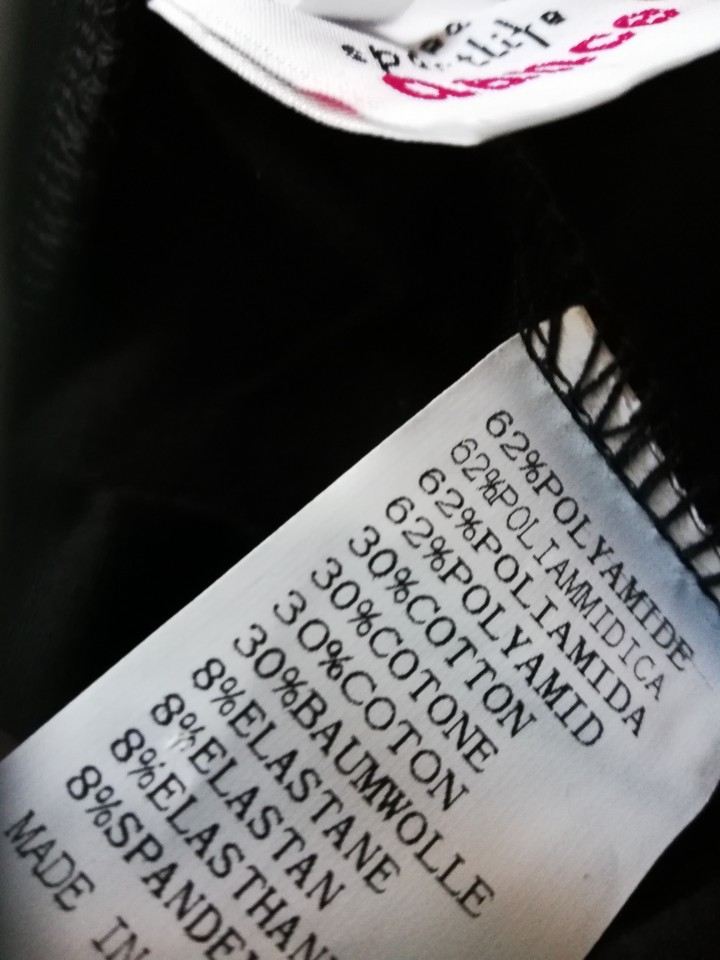 62%POLYAMIDE
62%POLIAMMIDICA
62%POLIAMIDA
62%POLYAMID
30%COTTON
30%COTONE
30%COTON
30%BAUMWOLLE
8%ELASTANE
8%ELASTAN
8%ELASTHAN
8%SPANDEX
MADE IN